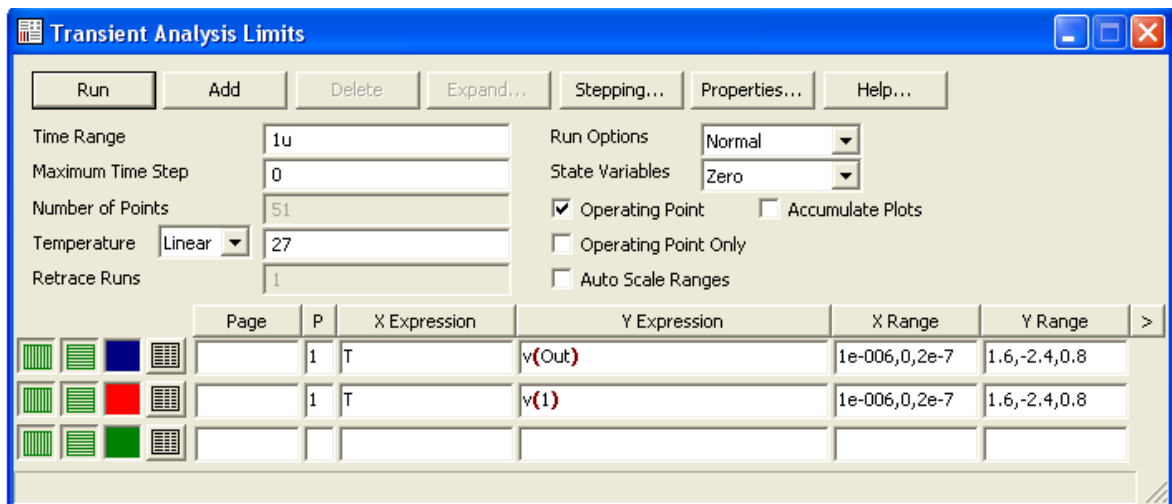 Transient Analysis Limits
Run Add Delete Expand... Stepping... Properties... Help...
Time Range 1u Run Options Normal
Maximum Time Step 0 State Variables Zero
Number of Points 51 Operating Point Accumulate Plots
Temperature Linear 27 Operating Point Only
Retrace Runs 1 Auto Scale Ranges
Page P X Expression Y Expression X Range Y Range >
1 T v(Out) 1e-006,0,2e-7 1.6,-2.4,0.8
1 T v(1) 1e-006,0,2e-7 1.6,-2.4,0.8